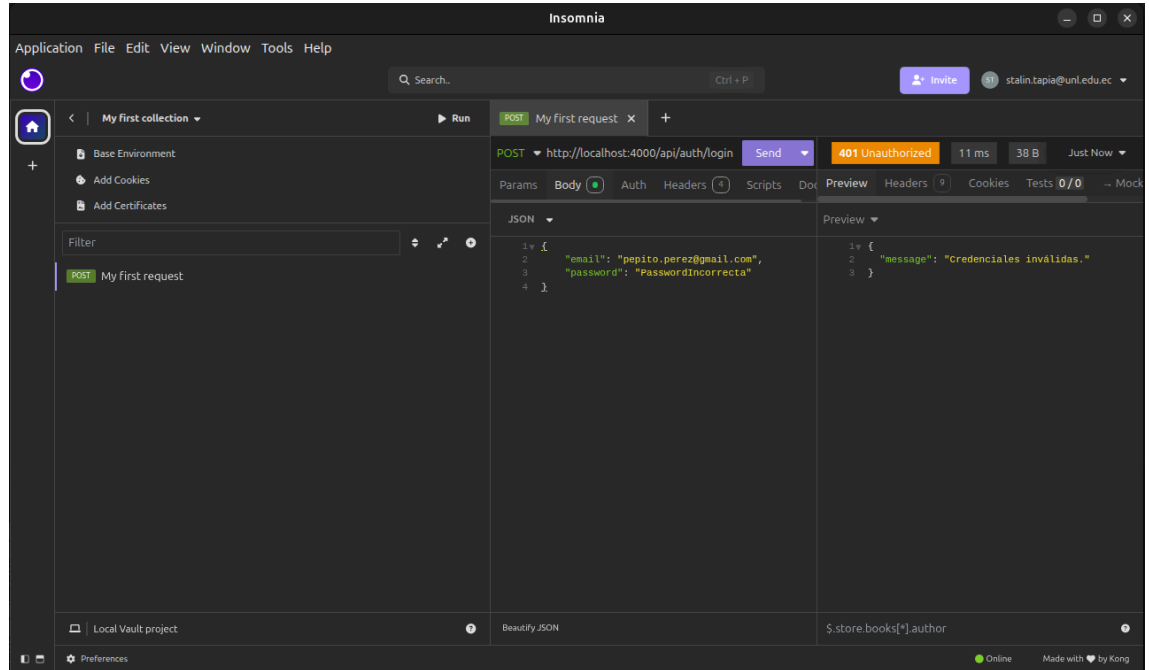 Insomnia
Application File Edit View Window Tools Help
Search.. Ctrl + P Invite ST stalin.tapia@unl.edu.ec
My first collection Run POST My first request
Base Environment
Add Cookies
Add Certificates
Filter
POST My first request
POST http://localhost:4000/api/auth/login Send
Params Body Auth Headers 4 Scripts Doc
JSON
1 {
2 "email": "pepito.perez@gmail.com",
3 "password": "PasswordIncorrecta"
4 }
401 Unauthorized 11 ms 38 B Just Now
Preview Headers 9 Cookies Tests 0 / 0 → Mock
Preview
1 {
2 "message": "Credenciales inválidas."
3 }
Local Vault project
Beautify JSON
$.store.books[*].author
Preferences
Online Made with ♥ by Kong